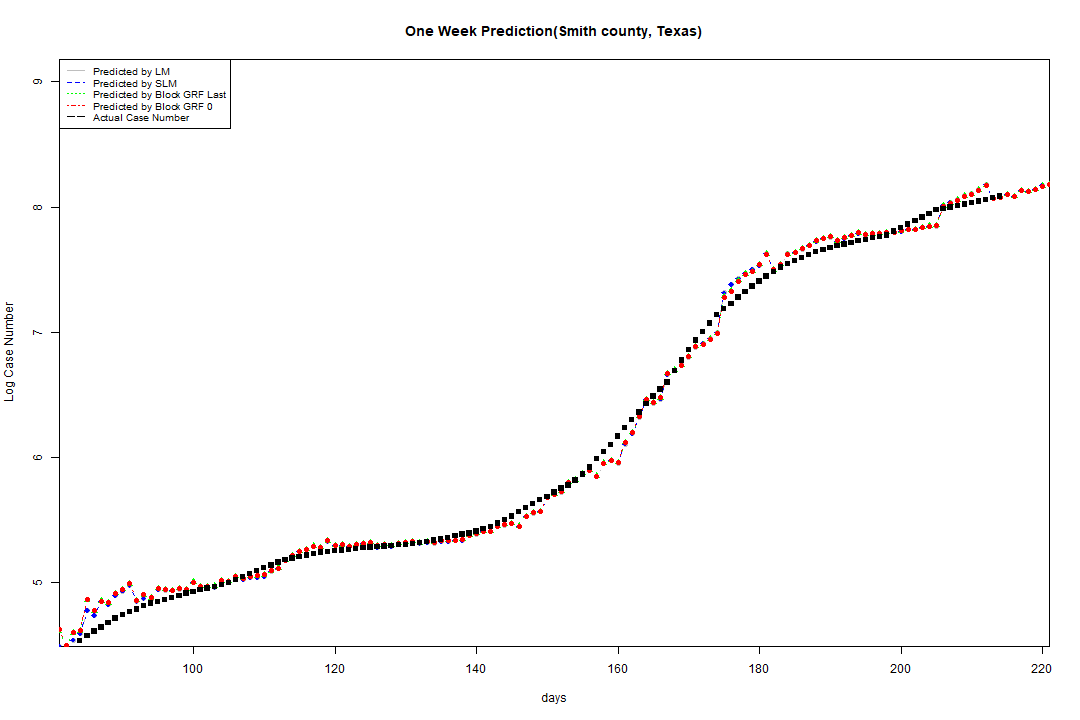 One Week Prediction(Smith county, Texas)
Predicted by LM
Predicted by SLM
Predicted by Block GRF Last
Predicted by Block GRF 0
Actual Case Number
9
8
7
6
5
Log Case Number
100 120 140 160 180 200 220
days